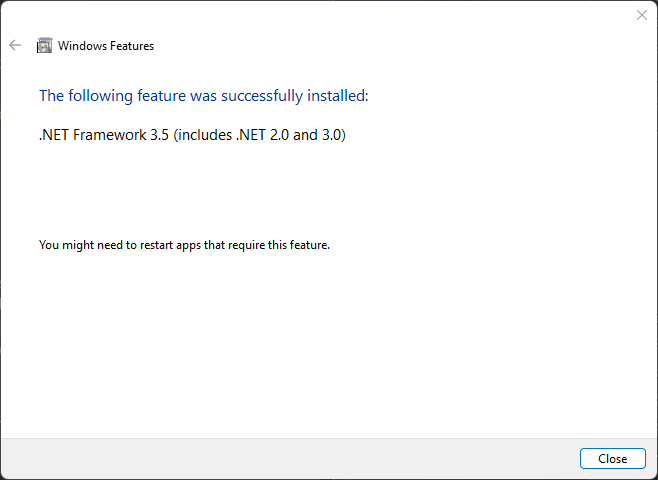 Windows Features
The following feature was successfully installed:
.NET Framework 3.5 (includes .NET 2.0 and 3.0)
You might need to restart apps that require this feature.
Close